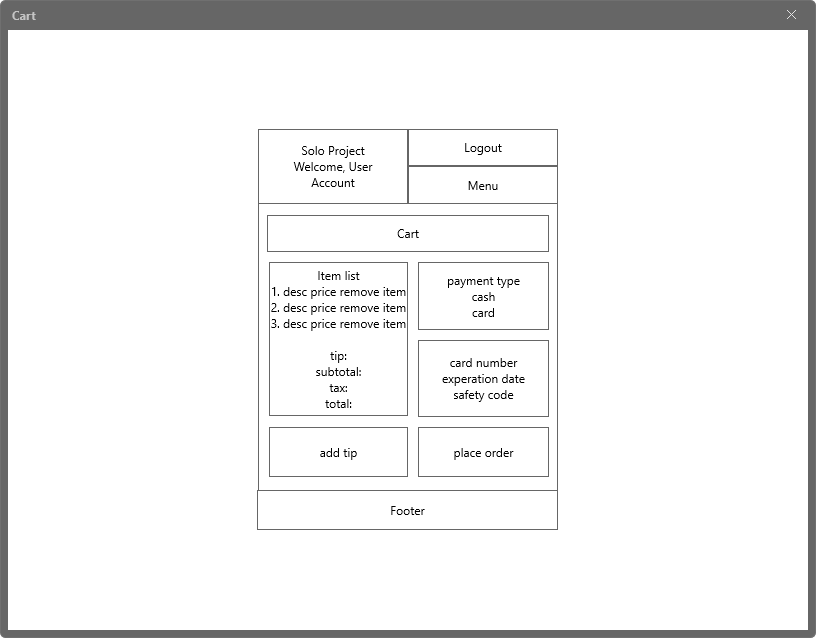 Cart
Solo Project
Welcome, User
Account
Logout
Menu
Cart
Item list
1. desc price remove item
2. desc price remove item
3. desc price remove item
tip:
subtotal:
tax:
total:
payment type
cash
card
card number
experation date
safety code
add tip
place order
Footer